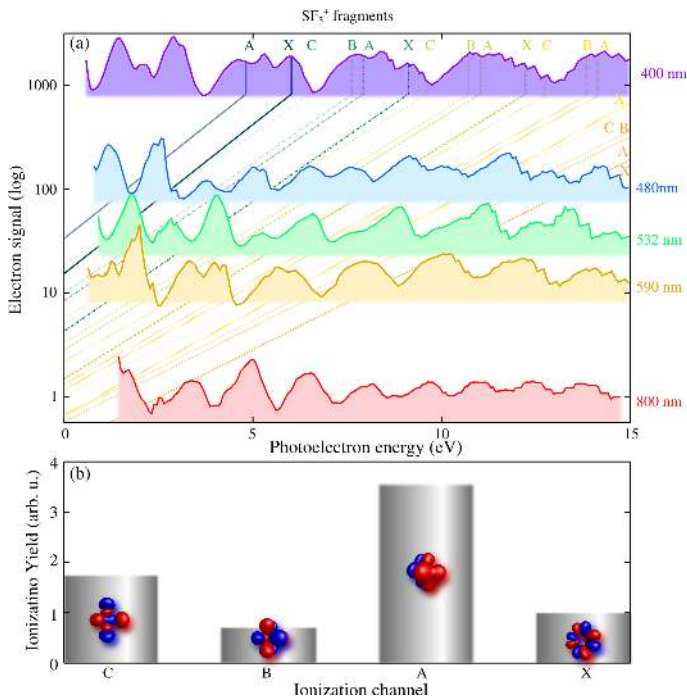 SF5+ fragments
(a)
A X C B A X C B A X C B A
1000
400 nm
X
C B
A
X
100
480nm
532 nm
10
590 nm
1
800 nm
Electron signal (log)
0 5 10 15
Photoelectron energy (eV)
(b)
4
3
2
1
0
Ionizatino Yield (arb. u.)
C B A X
Ionization channel